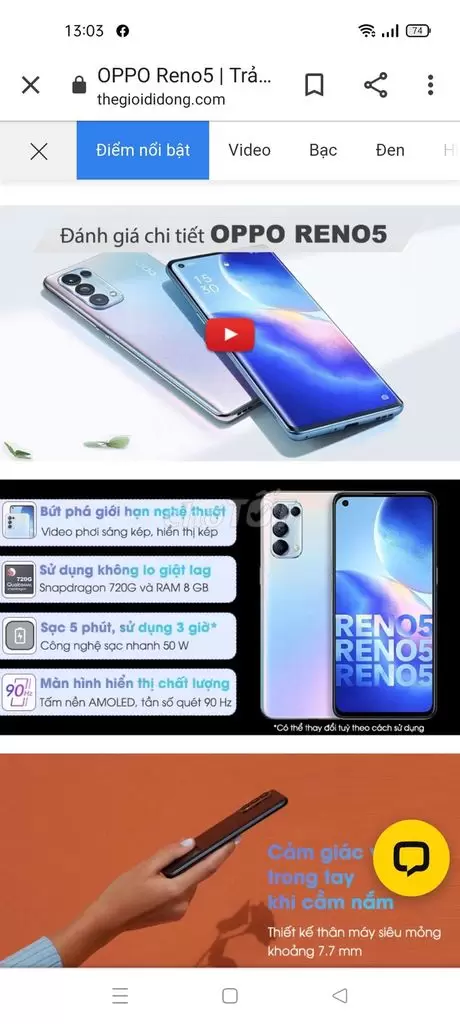 13:03
74
OPPO Reno5 | Trả...
thegioididong.com
Điểm nổi bật
Video
Bạc
Đen
Đánh giá chi tiết OPPO RENO5
Bứt phá giới hạn nghệ thuật
Video phơi sáng kép, hiển thị kép
720G
Sử dụng không lo giật lag
Snapdragon 720G và RAM 8 GB
Sạc 5 phút, sử dụng 3 giờ*
Công nghệ sạc nhanh 50 W
90Hz
Màn hình hiển thị chất lượng
Tấm nền AMOLED, tần số quét 90 Hz
CHỢ TỐT
RENO5
RENO5
RENO5
*Có thể thay đổi tuỳ theo cách sử dụng
Cảm giác
trong tay
khi cầm nắm
Thiết kế thân máy siêu mỏng
khoảng 7.7 mm